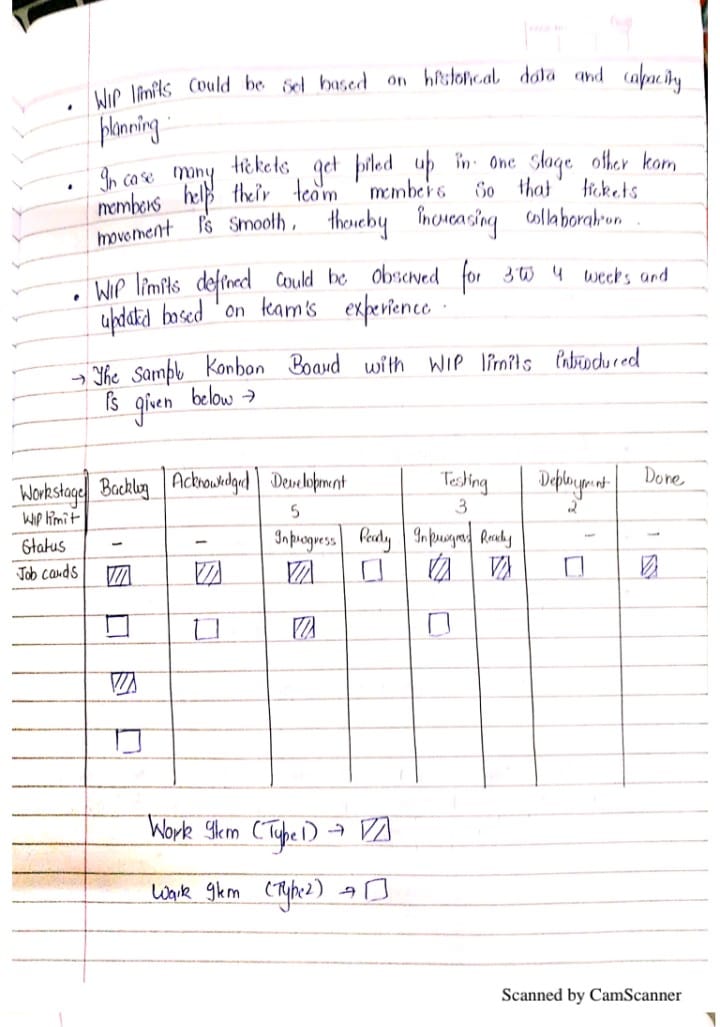 • WIP limits could be set based on historical data and capacity
planning.
• In case many tickets get piled up in one stage other team
members help their team members so that tickets
movement is smooth, thereby increasing collaboration.
• WIP limits defined could be observed for 3 to 4 weeks and
updated based on team's experience.
→ The sample Kanban Board with WIP limits introduced
is given below →
Workstage Backlog Acknowledged Development Testing Deployment Done
WIP limit 5 3 2
Status - - In progress Ready In progress Ready - -
Job cards
Work Item (Type 1) →
Work Item (Type 2) →
Scanned by CamScanner